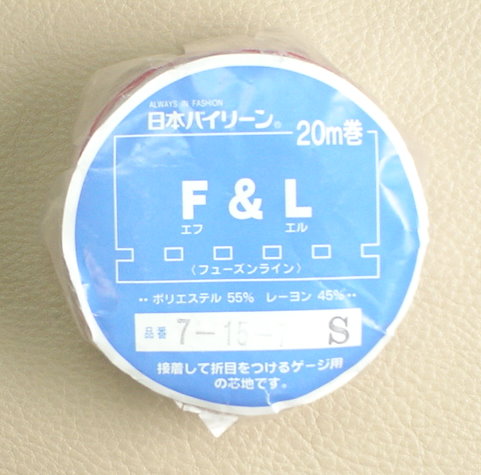 ALWAYS IN FASHION
日本バイリーン®
20m巻
F & L
エフ エル
〈フューズンライン〉
•• ポリエステル 55% レーヨン 45% ••
品番 7－15－ S
接着して折目をつけるゲージ用
の芯地です。